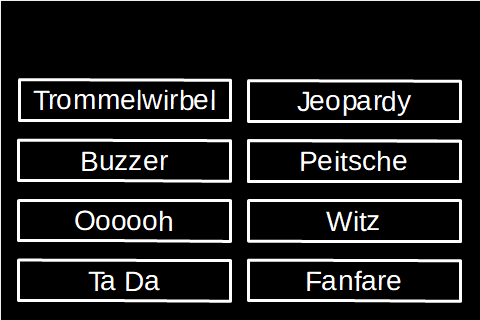 Trommelwirbel
Jeopardy
Buzzer
Peitsche
Oooooh
Witz
Ta Da
Fanfare